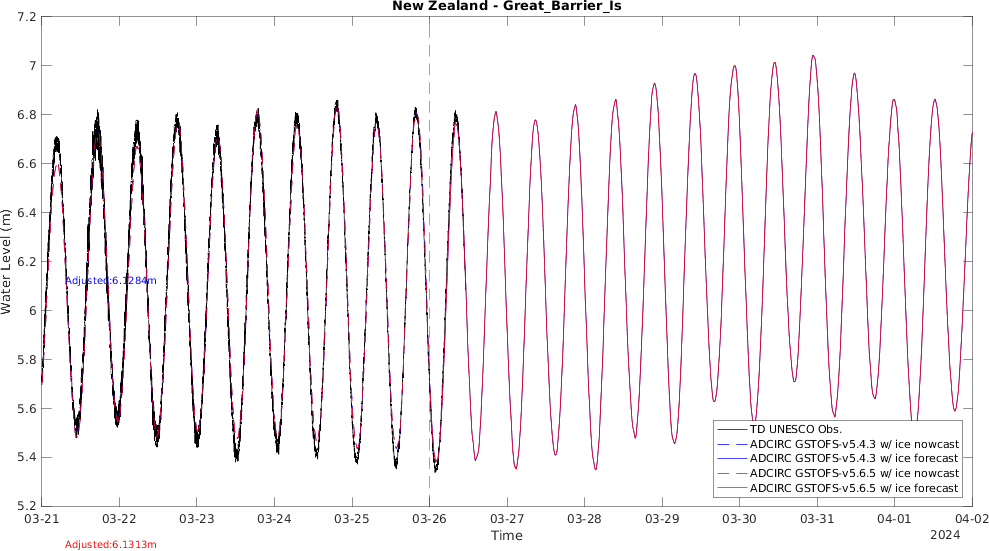 New Zealand - Great_Barrier_Is
7.2
7
6.8
6.6
6.4
6.2
6
5.8
5.6
5.4
5.2
Water Level (m)
Adjusted:6.1284m
TD UNESCO Obs.
ADCIRC GSTOFS-v5.4.3 w/ ice nowcast
ADCIRC GSTOFS-v5.4.3 w/ ice forecast
ADCIRC GSTOFS-v5.6.5 w/ ice nowcast
ADCIRC GSTOFS-v5.6.5 w/ ice forecast
03-21 03-22 03-23 03-24 03-25 03-26 03-27 03-28 03-29 03-30 03-31 04-01 04-02
Time
2024
Adjusted:6.1313m